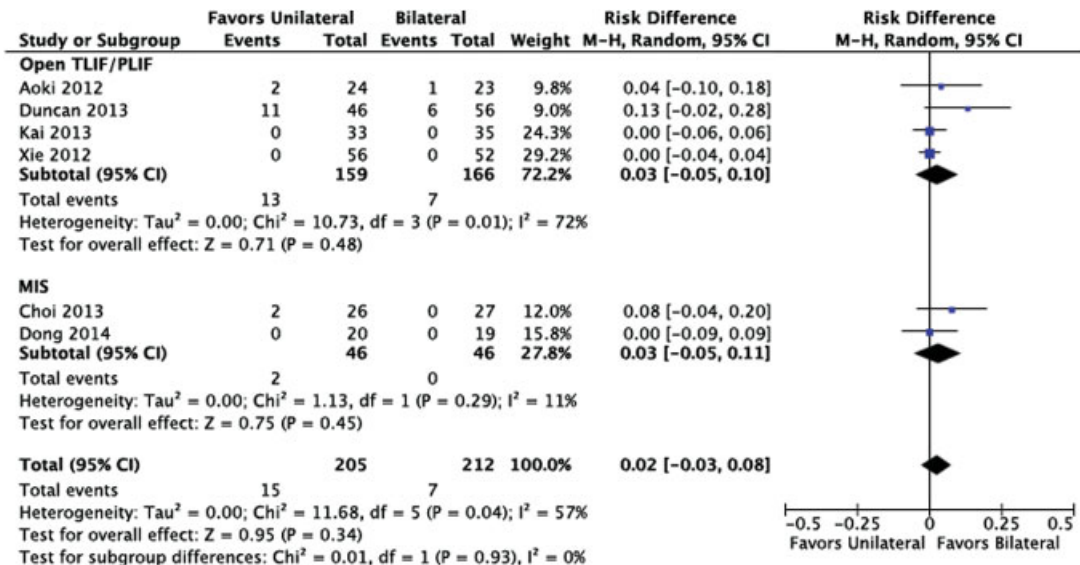 Favors Unilateral Bilateral Risk Difference Risk Difference
Study or Subgroup Events Total Events Total Weight M-H, Random, 95% CI M-H, Random, 95% CI
Open TLIF/PLIF
Aoki 2012 2 24 1 23 9.8% 0.04 [-0.10, 0.18]
Duncan 2013 11 46 6 56 9.0% 0.13 [-0.02, 0.28]
Kai 2013 0 33 0 35 24.3% 0.00 [-0.06, 0.06]
Xie 2012 0 56 0 52 29.2% 0.00 [-0.04, 0.04]
Subtotal (95% CI) 159 166 72.2% 0.03 [-0.05, 0.10]
Total events 13 7
Heterogeneity: Tau² = 0.00; Chi² = 10.73, df = 3 (P = 0.01); I² = 72%
Test for overall effect: Z = 0.71 (P = 0.48)
MIS
Choi 2013 2 26 0 27 12.0% 0.08 [-0.04, 0.20]
Dong 2014 0 20 0 19 15.8% 0.00 [-0.09, 0.09]
Subtotal (95% CI) 46 46 27.8% 0.03 [-0.05, 0.11]
Total events 2 0
Heterogeneity: Tau² = 0.00; Chi² = 1.13, df = 1 (P = 0.29); I² = 11%
Test for overall effect: Z = 0.75 (P = 0.45)
Total (95% CI) 205 212 100.0% 0.02 [-0.03, 0.08]
Total events 15 7
Heterogeneity: Tau² = 0.00; Chi² = 11.68, df = 5 (P = 0.04); I² = 57%
Test for overall effect: Z = 0.95 (P = 0.34)
Test for subgroup differences: Chi² = 0.01, df = 1 (P = 0.93), I² = 0%
-0.5 -0.25 0 0.25 0.5
Favors Unilateral Favors Bilateral